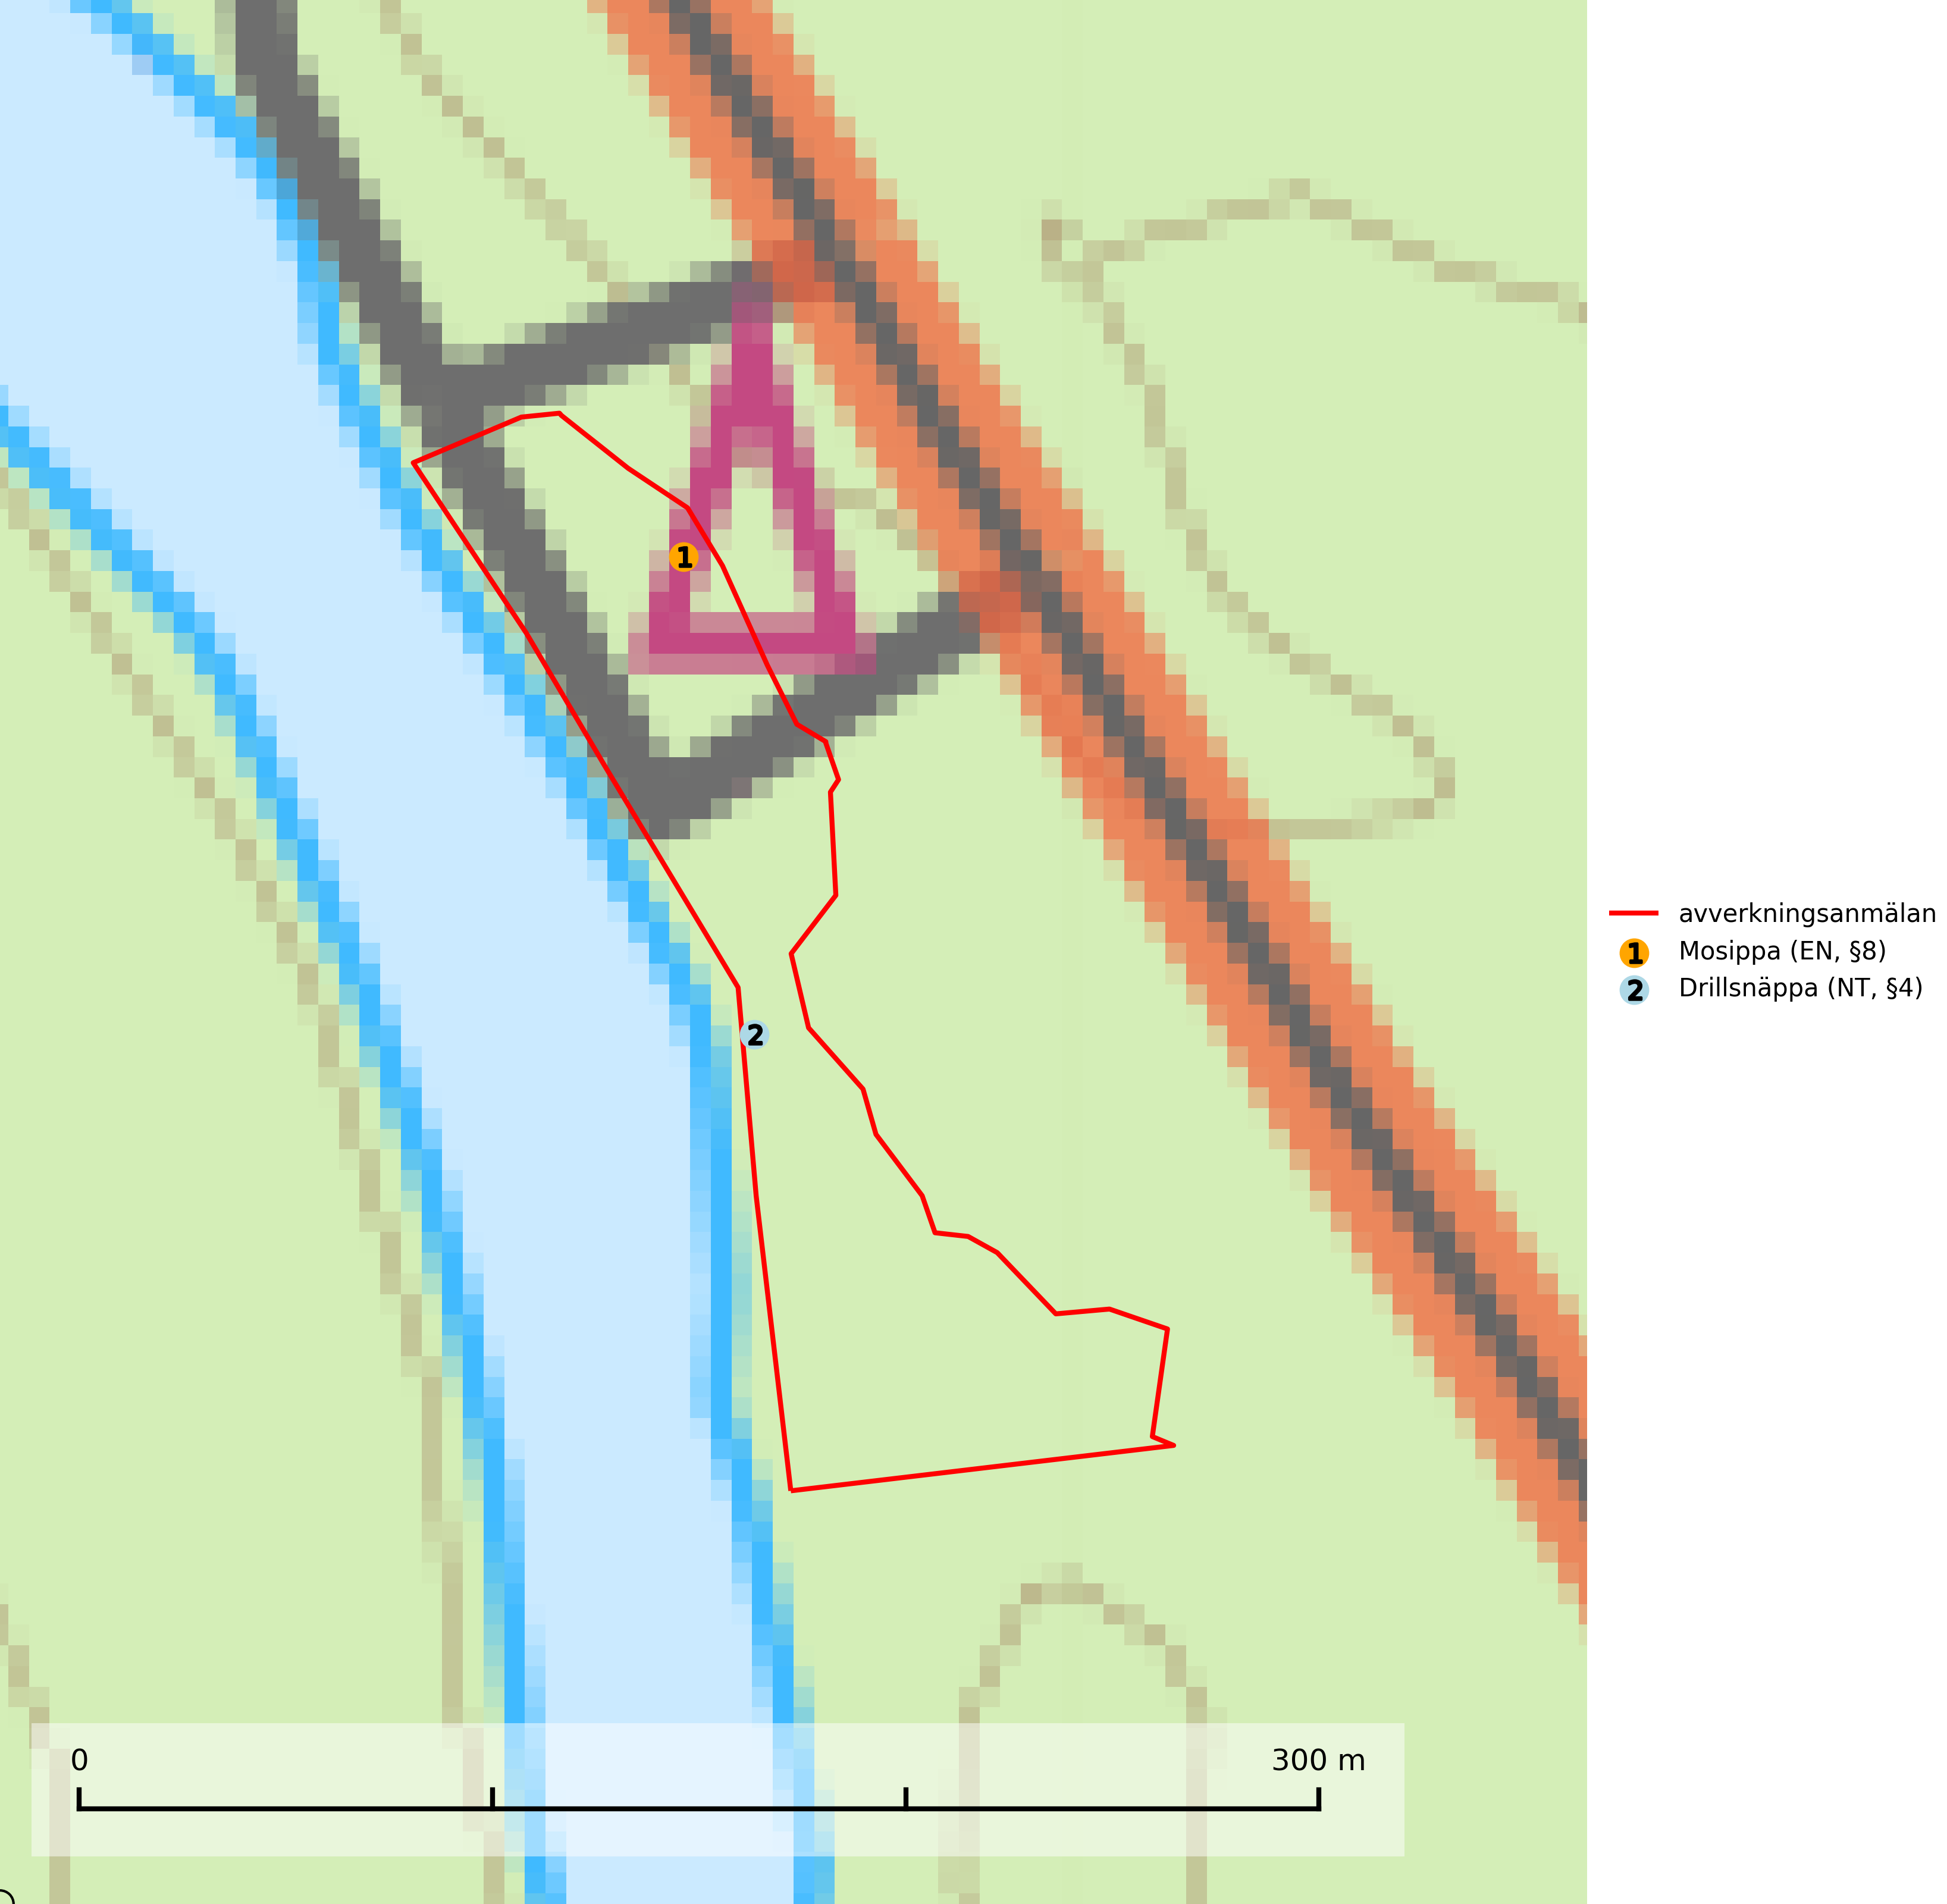 1
2
avverkningsanmälan
1 Mosippa (EN, §8)
2 Drillsnäppa (NT, §4)
0 300 m